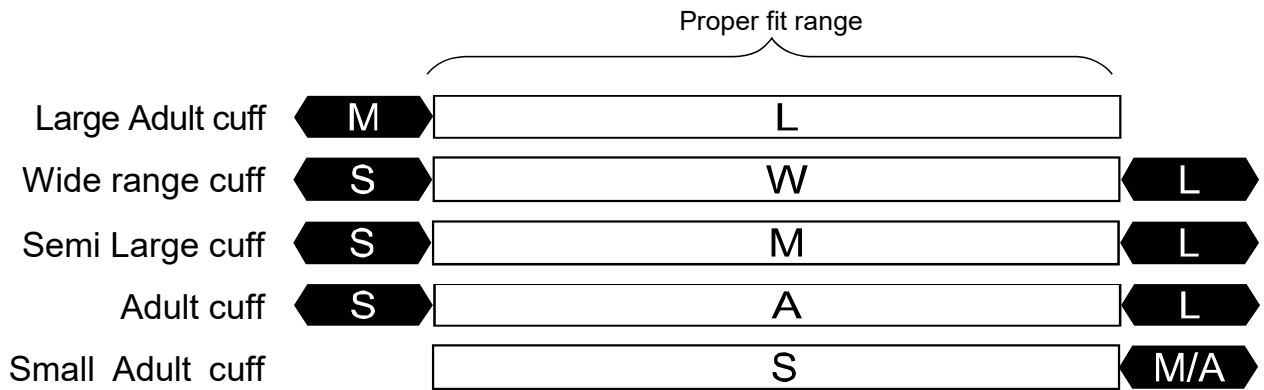 Proper fit range
Large Adult cuff M L
Wide range cuff S W L
Semi Large cuff S M L
Adult cuff S A L
Small Adult cuff S M/A